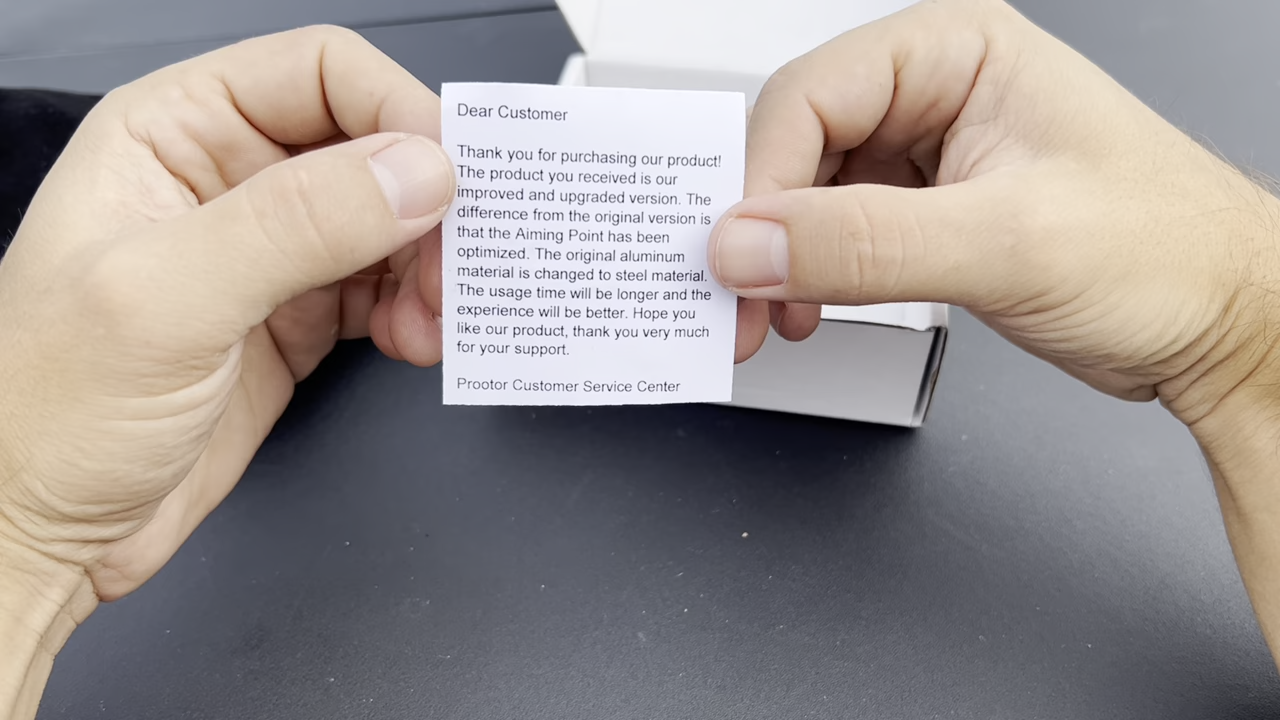 Dear Customer
Thank you for purchasing our product!
The product you received is our
improved and upgraded version. The
difference from the original version is
that the Aiming Point has been
optimized. The original aluminum
material is changed to steel material.
The usage time will be longer and the
experience will be better. Hope you
like our product, thank you very much
for your support.
Prootor Customer Service Center